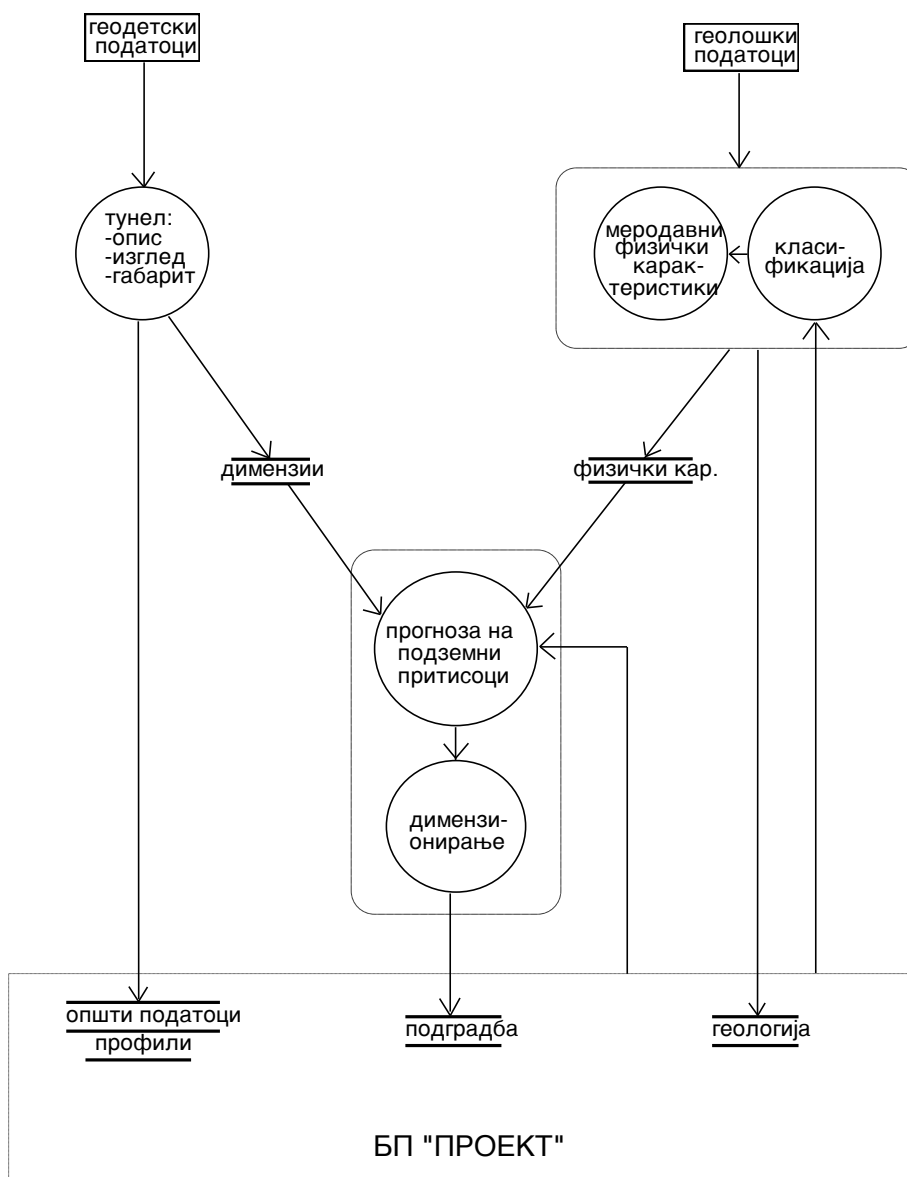 геодетски
податоци
геолошки
податоци
тунел:
-опис
-изглед
-габарит
меродавни
физички
карак-
теристики
класи-
фикација
димензии
физички кар.
прогноза на
подземни
притисоци
димензи-
онирање
општи податоци
профили
подградба
геологија
БП "ПРОЕКТ"